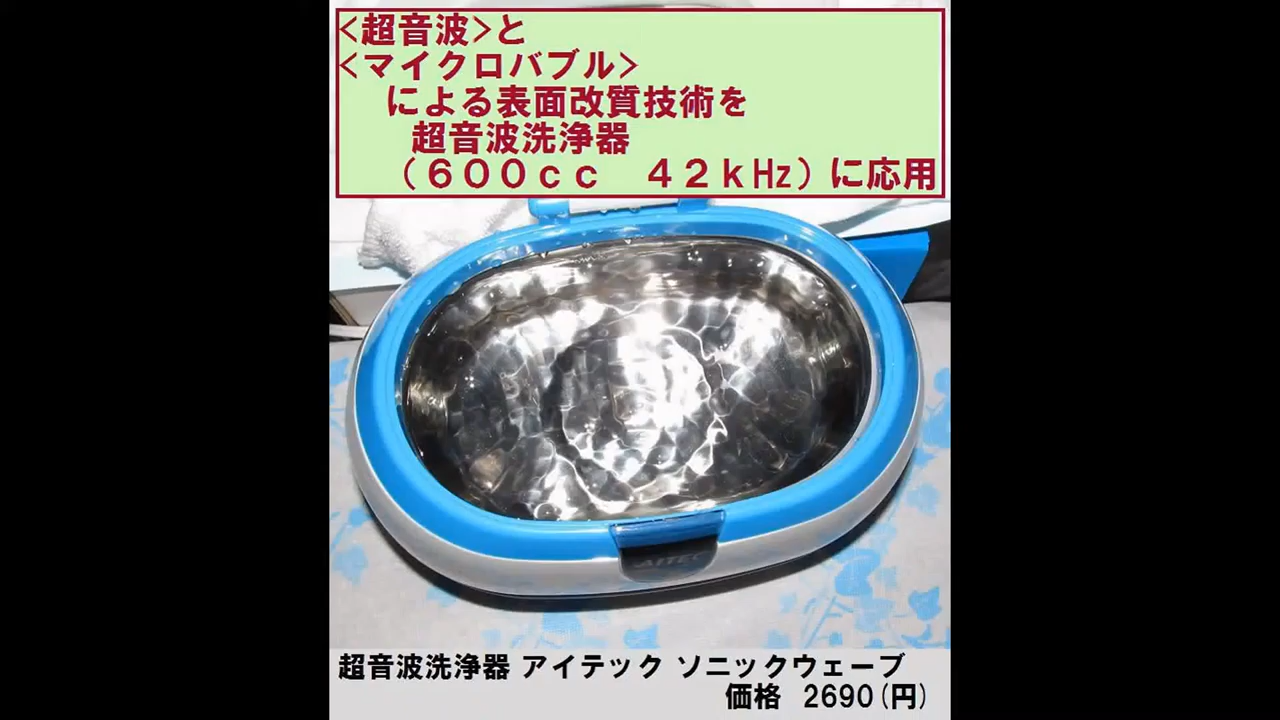 <超音波>と
<マイクロバブル>
による表面改質技術を
超音波洗浄器
（６００ｃｃ　４２ｋHz）に応用
AITEC
超音波洗浄器 アイテック ソニックウェーブ
価格 2690(円)